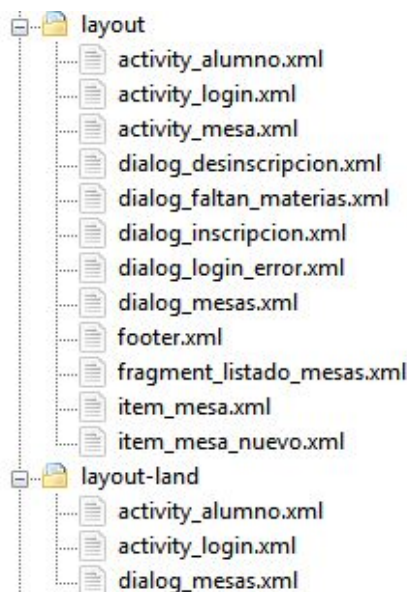 layout
activity_alumno.xml
activity_login.xml
activity_mesa.xml
dialog_desinscripcion.xml
dialog_faltan_materias.xml
dialog_inscripcion.xml
dialog_login_error.xml
dialog_mesas.xml
footer.xml
fragment_listado_mesas.xml
item_mesa.xml
item_mesa_nuevo.xml
layout-land
activity_alumno.xml
activity_login.xml
dialog_mesas.xml